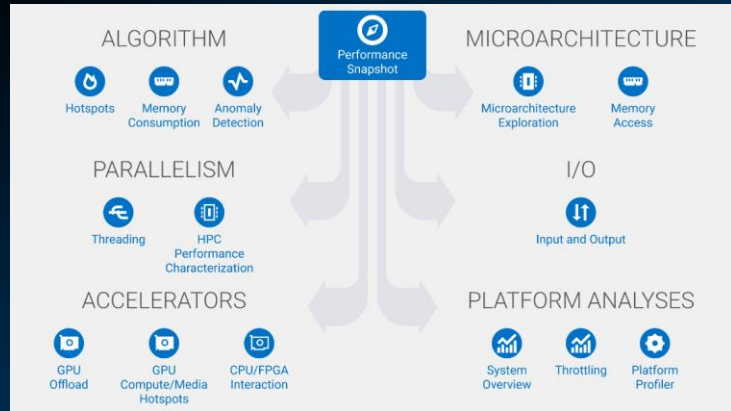 Performance
Snapshot
ALGORITHM
Hotspots
Memory
Consumption
Anomaly
Detection
MICROARCHITECTURE
Microarchitecture
Exploration
Memory
Access
PARALLELISM
Threading
HPC
Performance
Characterization
I/O
Input and Output
ACCELERATORS
GPU
Offload
GPU
Compute/Media
Hotspots
CPU/FPGA
Interaction
PLATFORM ANALYSES
System
Overview
Throttling
Platform
Profiler